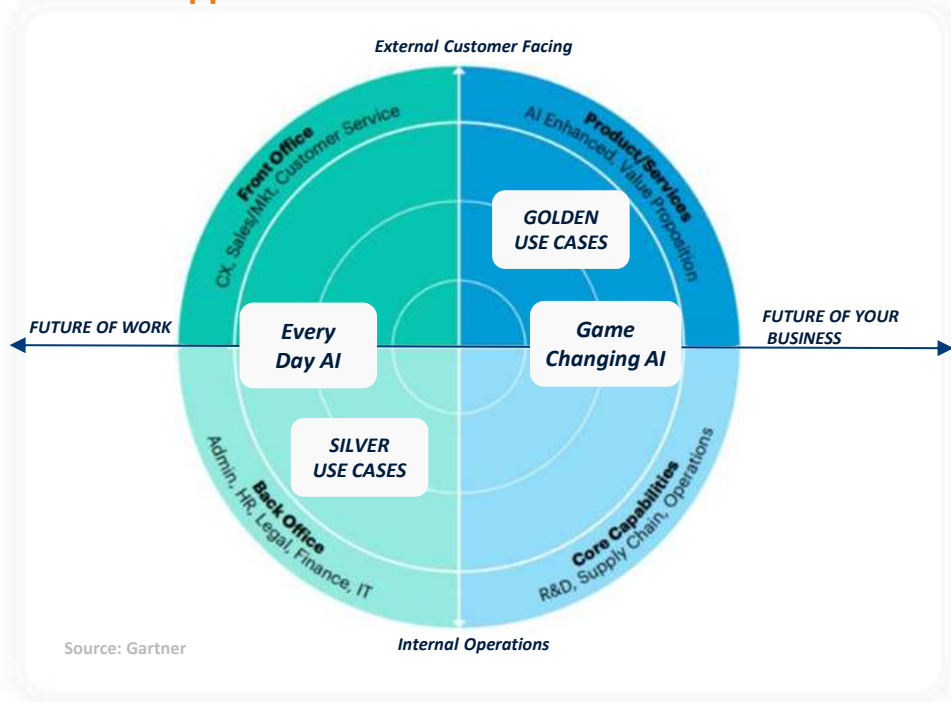 External Customer Facing
Front Office
CX, Sales/Mkt, Customer Service
Product/Services
AI Enhanced, Value Proposition
GOLDEN
USE CASES
FUTURE OF WORK
Every
Day AI
Game
Changing AI
FUTURE OF YOUR
BUSINESS
SILVER
USE CASES
Back Office
Admin, HR, Legal, Finance, IT
Core Capabilities
R&D, Supply Chain, Operations
Internal Operations
Source: Gartner